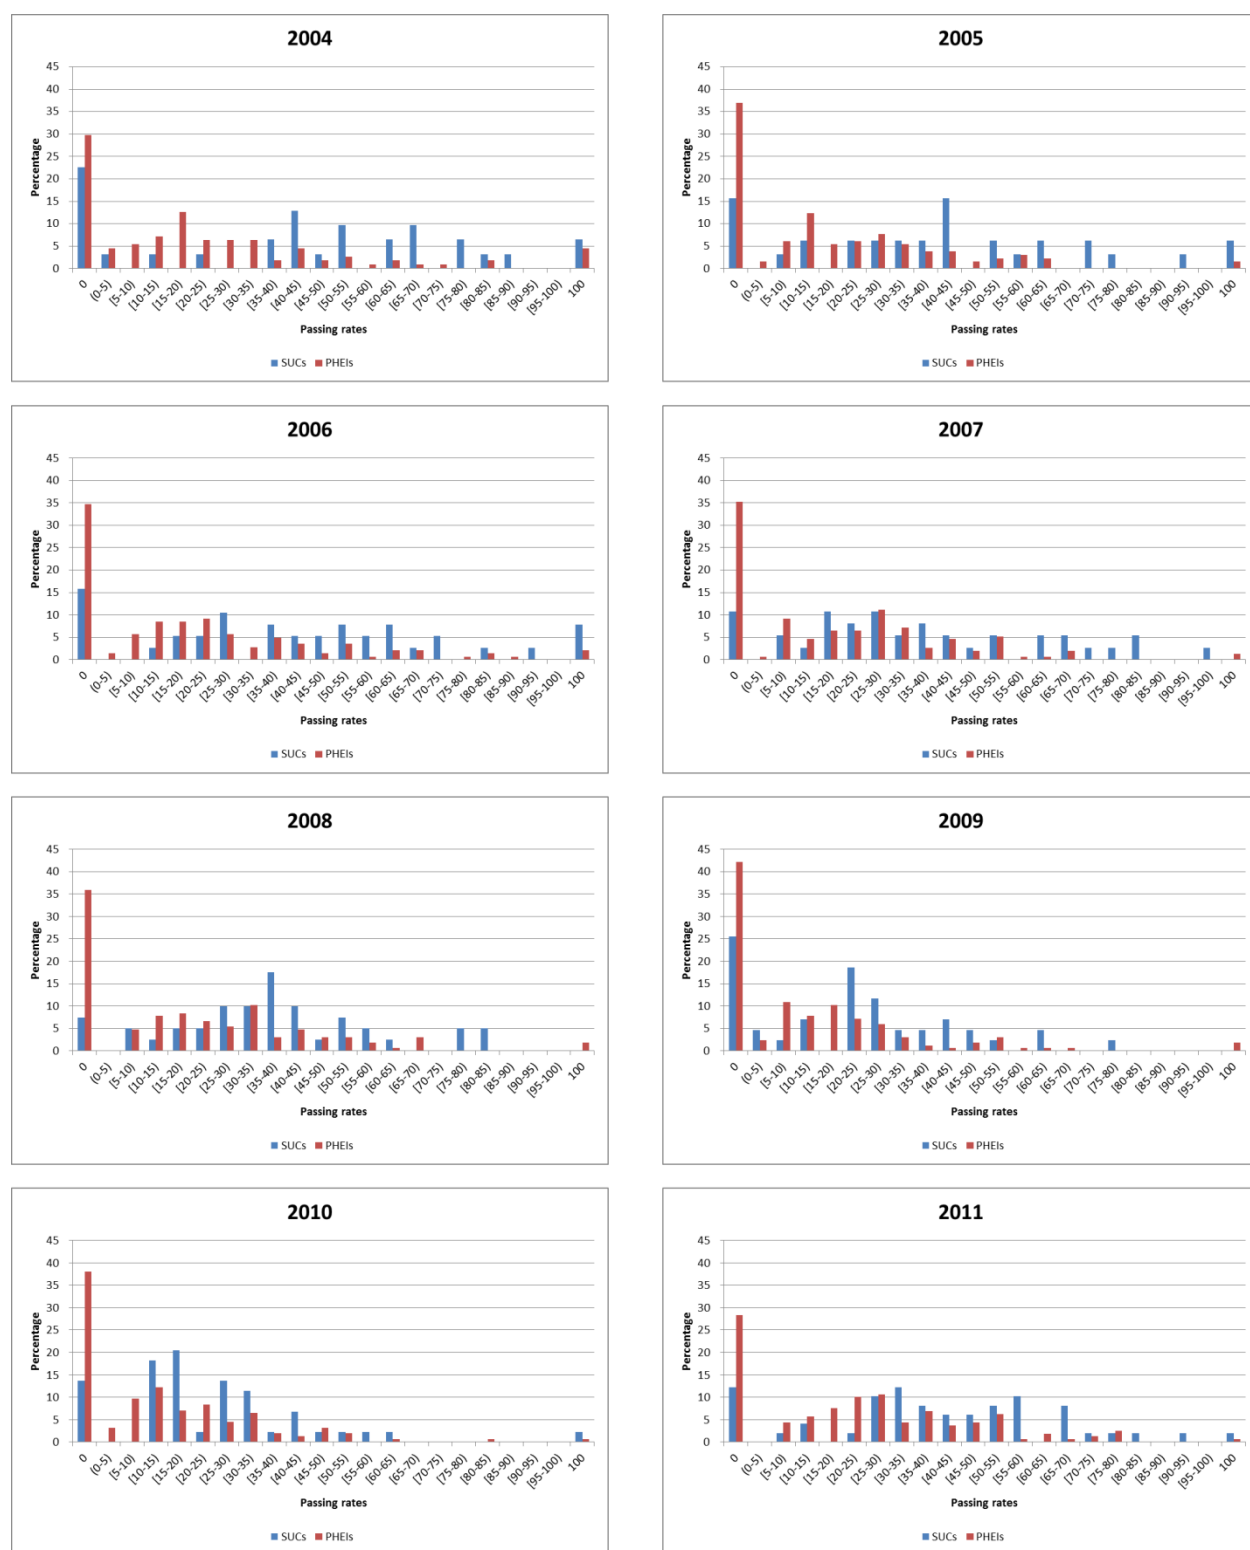 2004
45
40
35
30
25
20
15
10
5
0
Percentage
0 (0-5) [5-10) [10-15) [15-20) [20-25) [25-30) [30-35) [35-40) [40-45) [45-50) [50-55) [55-60) [60-65) [65-70) [70-75) [75-80) [80-85) [85-90) [90-95) [95-100) 100
Passing rates
SUCs PHEIs
2005
45
40
35
30
25
20
15
10
5
0
Percentage
0 (0-5) [5-10) [10-15) [15-20) [20-25) [25-30) [30-35) [35-40) [40-45) [45-50) [50-55) [55-60) [60-65) [65-70) [70-75) [75-80) [80-85) [85-90) [90-95) [95-100) 100
Passing rates
SUCs PHEIs
2006
45
40
35
30
25
20
15
10
5
0
Percentage
0 (0-5) [5-10) [10-15) [15-20) [20-25) [25-30) [30-35) [35-40) [40-45) [45-50) [50-55) [55-60) [60-65) [65-70) [70-75) [75-80) [80-85) [85-90) [90-95) [95-100) 100
Passing rates
SUCs PHEIs
2007
45
40
35
30
25
20
15
10
5
0
Percentage
0 (0-5) [5-10) [10-15) [15-20) [20-25) [25-30) [30-35) [35-40) [40-45) [45-50) [50-55) [55-60) [60-65) [65-70) [70-75) [75-80) [80-85) [85-90) [90-95) [95-100) 100
Passing rates
SUCs PHEIs
2008
45
40
35
30
25
20
15
10
5
0
Percentage
0 (0-5) [5-10) [10-15) [15-20) [20-25) [25-30) [30-35) [35-40) [40-45) [45-50) [50-55) [55-60) [60-65) [65-70) [70-75) [75-80) [80-85) [85-90) [90-95) [95-100) 100
Passing rates
SUCs PHEIs
2009
45
40
35
30
25
20
15
10
5
0
Percentage
0 (0-5) [5-10) [10-15) [15-20) [20-25) [25-30) [30-35) [35-40) [40-45) [45-50) [50-55) [55-60) [60-65) [65-70) [70-75) [75-80) [80-85) [85-90) [90-95) [95-100) 100
Passing rates
SUCs PHEIs
2010
45
40
35
30
25
20
15
10
5
0
Percentage
0 (0-5) [5-10) [10-15) [15-20) [20-25) [25-30) [30-35) [35-40) [40-45) [45-50) [50-55) [55-60) [60-65) [65-70) [70-75) [75-80) [80-85) [85-90) [90-95) [95-100) 100
Passing rates
SUCs PHEIs
2011
45
40
35
30
25
20
15
10
5
0
Percentage
0 (0-5) [5-10) [10-15) [15-20) [20-25) [25-30) [30-35) [35-40) [40-45) [45-50) [50-55) [55-60) [60-65) [65-70) [70-75) [75-80) [80-85) [85-90) [90-95) [95-100) 100
Passing rates
SUCs PHEIs